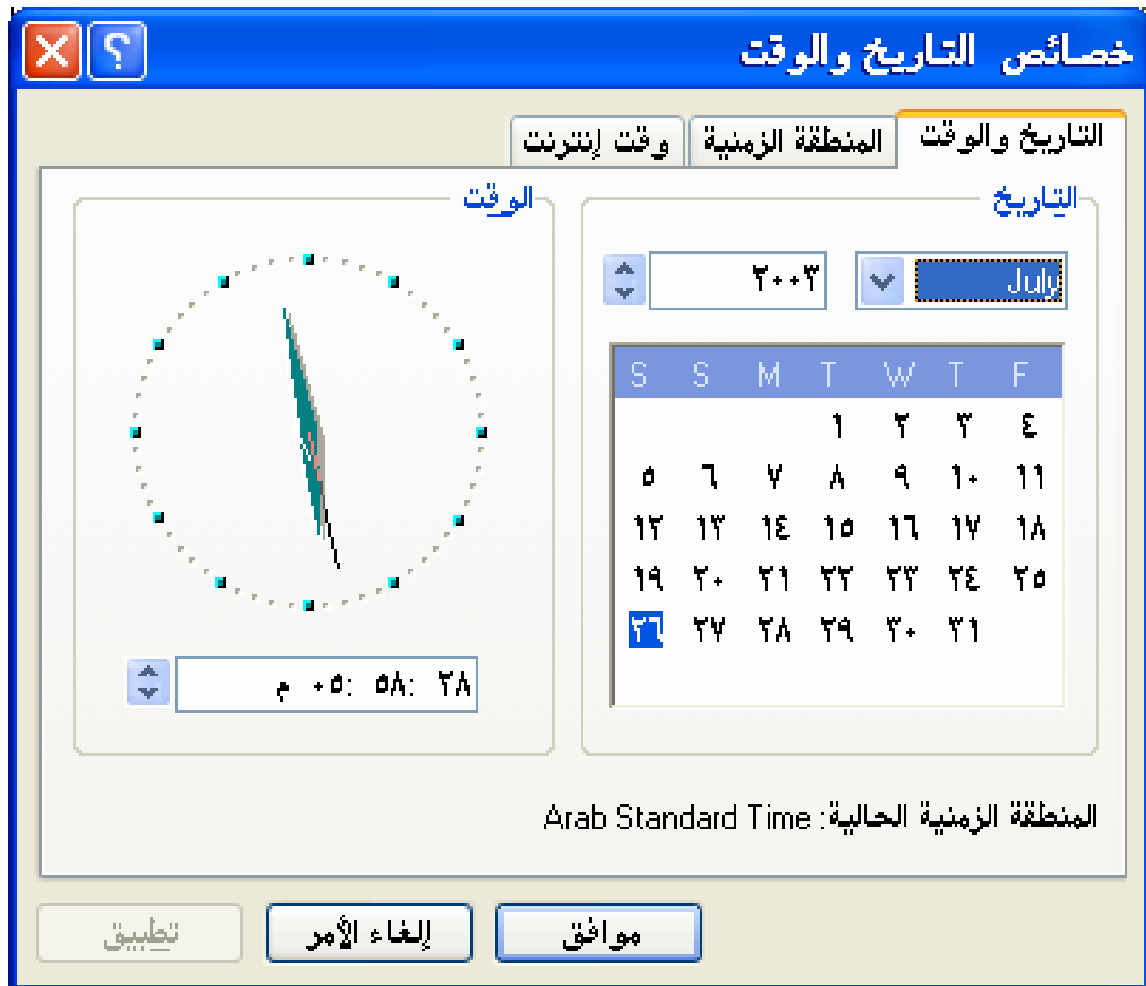 خصائص التاريخ والوقت
؟
التاريخ والوقت
المنطقة الزمنية
وقت إنترنت
التاريخ
July
٢٠٠٣
S S M T W T F
١ ٢ ٣ ٤
٥ ٦ ٧ ٨ ٩ ١٠ ١١
١٢ ١٣ ١٤ ١٥ ١٦ ١٧ ١٨
١٩ ٢٠ ٢١ ٢٢ ٢٣ ٢٤ ٢٥
٢٦ ٢٧ ٢٨ ٢٩ ٣٠ ٣١
الوقت
٠٥: ٥٨: ٢٨ م
المنطقة الزمنية الحالية: Arab Standard Time
موافق
إلغاء الأمر
تطبيق